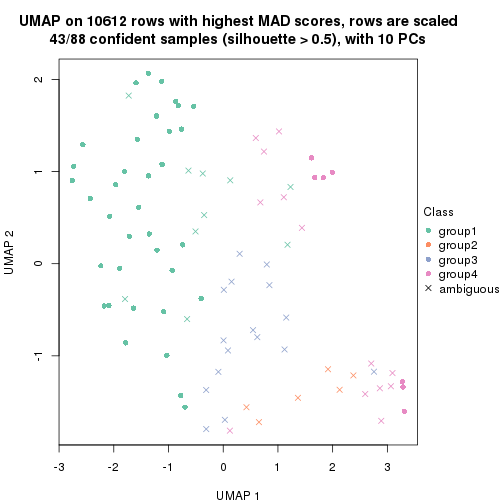 UMAP on 10612 rows with highest MAD scores, rows are scaled
43/88 confident samples (silhouette > 0.5), with 10 PCs
2
1
0
-1
UMAP 2
-3
-2
-1
0
1
2
3
UMAP 1
Class
group1
group2
group3
group4
ambiguous